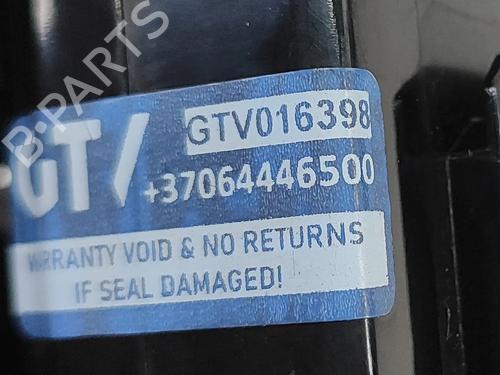 B-PARTS
GT/
GTV016398
+37064446500
WARRANTY VOID & NO RETURNS
IF SEAL DAMAGED!